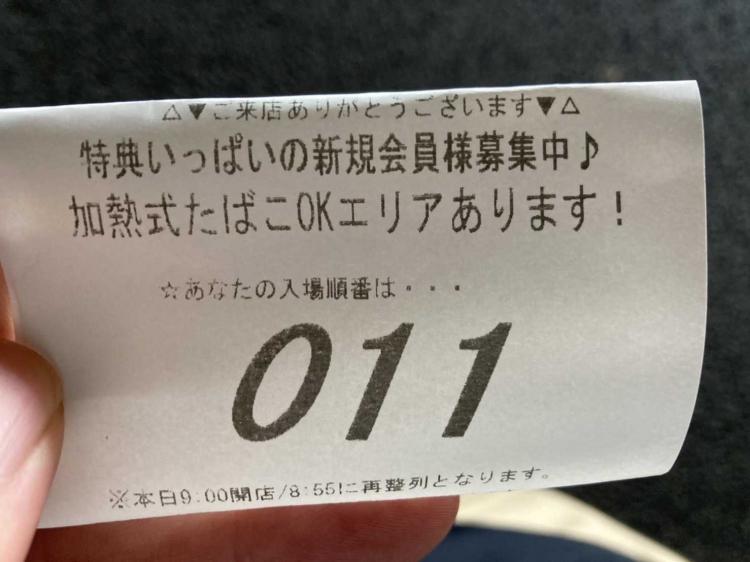 △▼ご来店ありがとうございます▼△
特典いっぱいの新規会員様募集中♪
加熱式たばこOKエリアあります!
☆あなたの入場順番は・・・
011
※本日9:00開店/8:55に再整列となります。